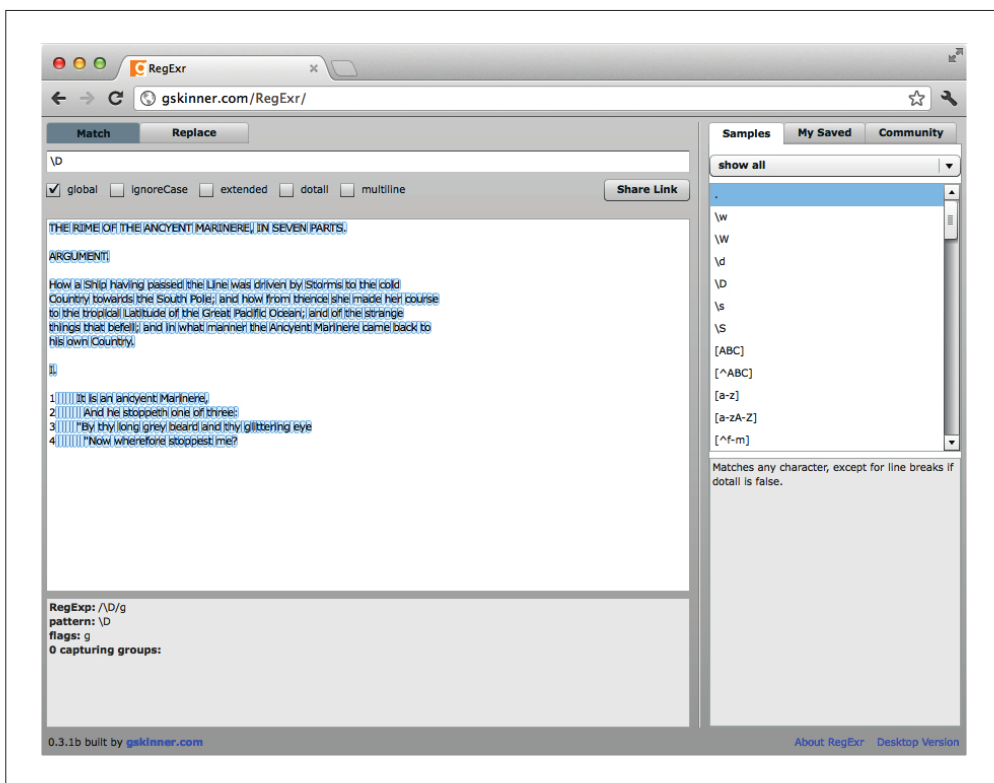 RegExr
gskinner.com/RegExr/
Match Replace
\D
global ignoreCase extended dotall multiline Share Link
THE RIME OF THE ANCYENT MARINERE, IN SEVEN PARTS.
ARGUMENT.
How a Ship having passed the Line was driven by Storms to the cold
Country towards the South Pole; and how from thence she made her course
to the tropical Latitude of the Great Pacific Ocean; and of the strange
things that befell; and in what manner the Ancyent Marinere came back to
his own Country.
I.
1 It is an ancyent Marinere,
2 And he stoppeth one of three:
3 "By thy long grey beard and thy glittering eye
4 "Now wherefore stoppest me?
RegExp: /\D/g
pattern: \D
flags: g
0 capturing groups:
Samples My Saved Community
show all
.
\w
\W
\d
\D
\s
\S
[ABC]
[^ABC]
[a-z]
[a-zA-Z]
[^f-m]
Matches any character, except for line breaks if
dotall is false.
0.3.1b built by gskinner.com
About RegExr Desktop Version